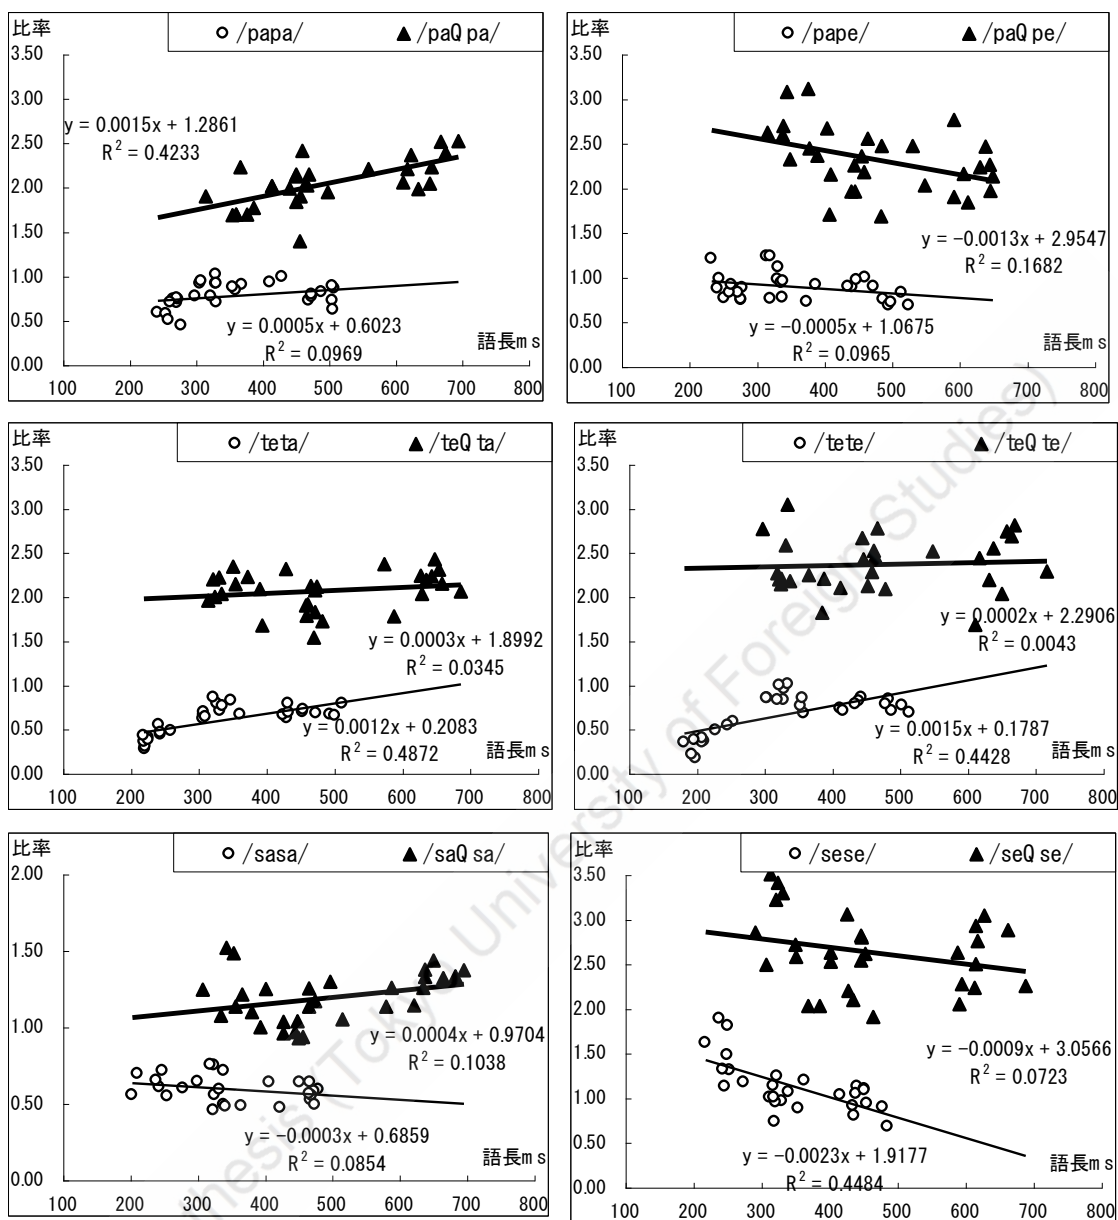 比率
○ /papa/ ▲ /paQ pa/
3.50
3.00
2.50
2.00
1.50
1.00
0.50
0.00
y = 0.0015x + 1.2861
R² = 0.4233
y = 0.0005x + 0.6023
R² = 0.0969
語長ms
100 200 300 400 500 600 700 800
比率
○ /pape/ ▲ /paQ pe/
3.50
3.00
2.50
2.00
1.50
1.00
0.50
0.00
y = −0.0013x + 2.9547
R² = 0.1682
y = −0.0005x + 1.0675
R² = 0.0965
語長ms
100 200 300 400 500 600 700 800
比率
○ /teta/ ▲ /teQ ta/
3.50
3.00
2.50
2.00
1.50
1.00
0.50
0.00
y = 0.0003x + 1.8992
R² = 0.0345
y = 0.0012x + 0.2083
R² = 0.4872
語長ms
100 200 300 400 500 600 700 800
比率
○ /tete/ ▲ /teQ te/
3.50
3.00
2.50
2.00
1.50
1.00
0.50
0.00
y = 0.0002x + 2.2906
R² = 0.0043
y = 0.0015x + 0.1787
R² = 0.4428
語長ms
100 200 300 400 500 600 700 800
比率
○ /sasa/ ▲ /saQ sa/
2.00
1.50
1.00
0.50
0.00
y = 0.0004x + 0.9704
R² = 0.1038
y = −0.0003x + 0.6859
R² = 0.0854
語長ms
100 200 300 400 500 600 700 800
比率
○ /sese/ ▲ /seQ se/
3.50
3.00
2.50
2.00
1.50
1.00
0.50
0.00
y = −0.0009x + 3.0566
R² = 0.0723
y = −0.0023x + 1.9177
R² = 0.4484
語長ms
100 200 300 400 500 600 700 800
thesis (Tokyo University of Foreign Studies)